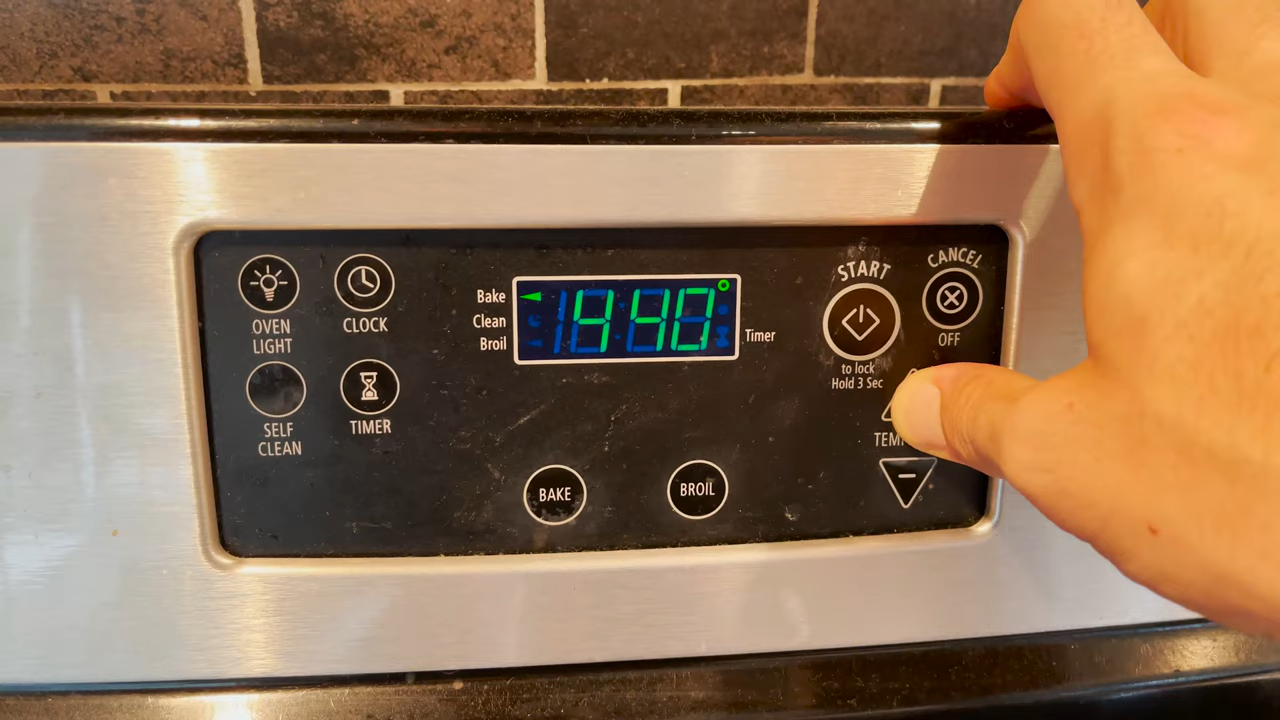 OVEN
LIGHT
CLOCK
SELF
CLEAN
TIMER
Bake
Clean
Broil
440
Timer
BAKE
BROIL
START
to lock
Hold 3 Sec
CANCEL
OFF